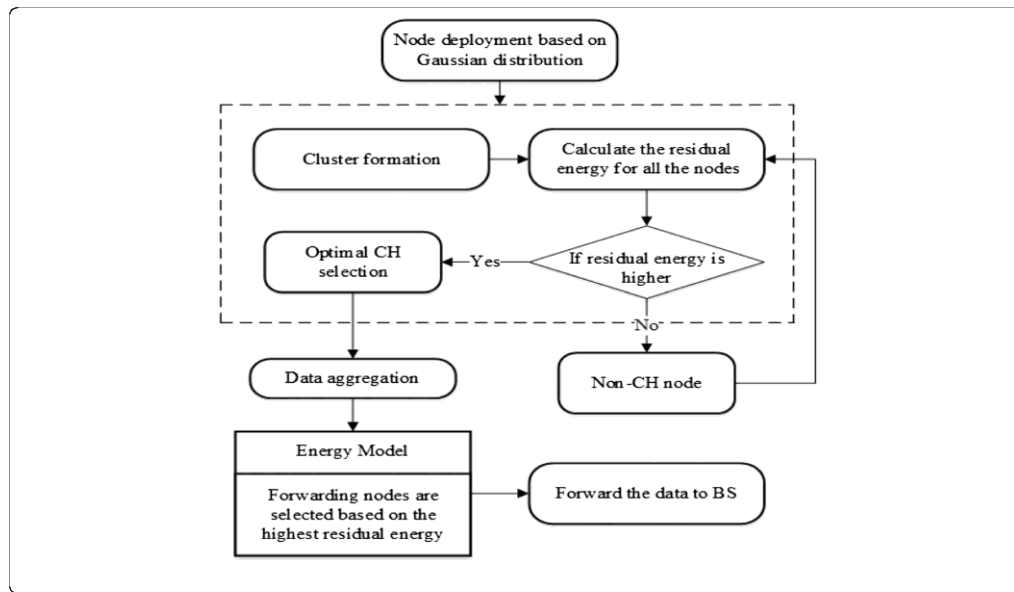 Node deployment based on
Gaussian distribution
Cluster formation
Calculate the residual
energy for all the nodes
Optimal CH
selection
Yes
If residual energy is
higher
No
Data aggregation
Non-CH node
Energy Model
Forwarding nodes are
selected based on the
highest residual energy
Forward the data to BS